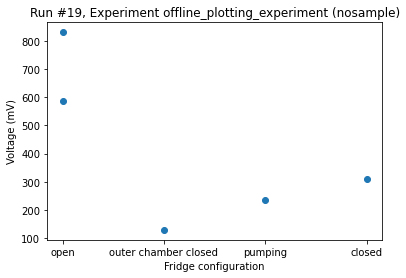 Run #19, Experiment offline_plotting_experiment (nosample)
Voltage (mV)
800
700
600
500
400
300
200
100
open outer chamber closed pumping closed
Fridge configuration